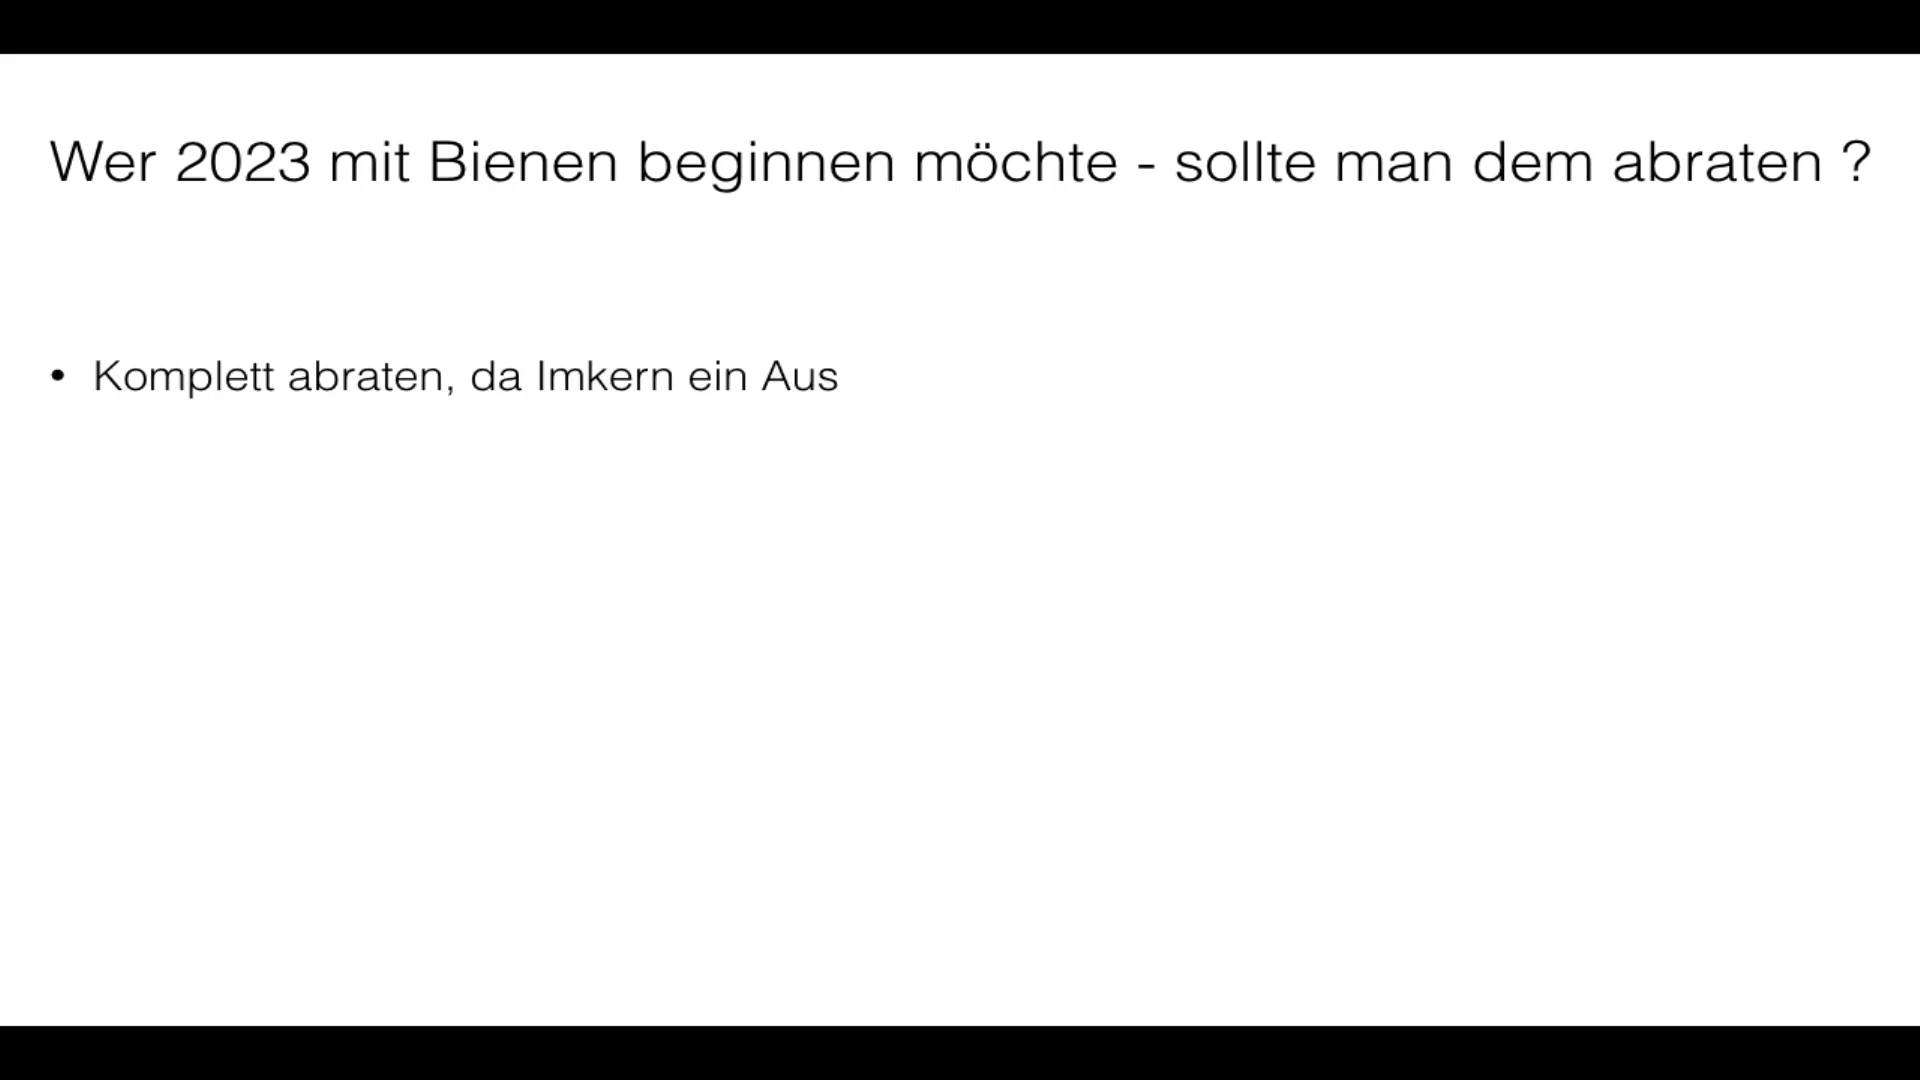 Wer 2023 mit Bienen beginnen möchte - sollte man dem abraten ?
• Komplett abraten, da Imkern ein Aus